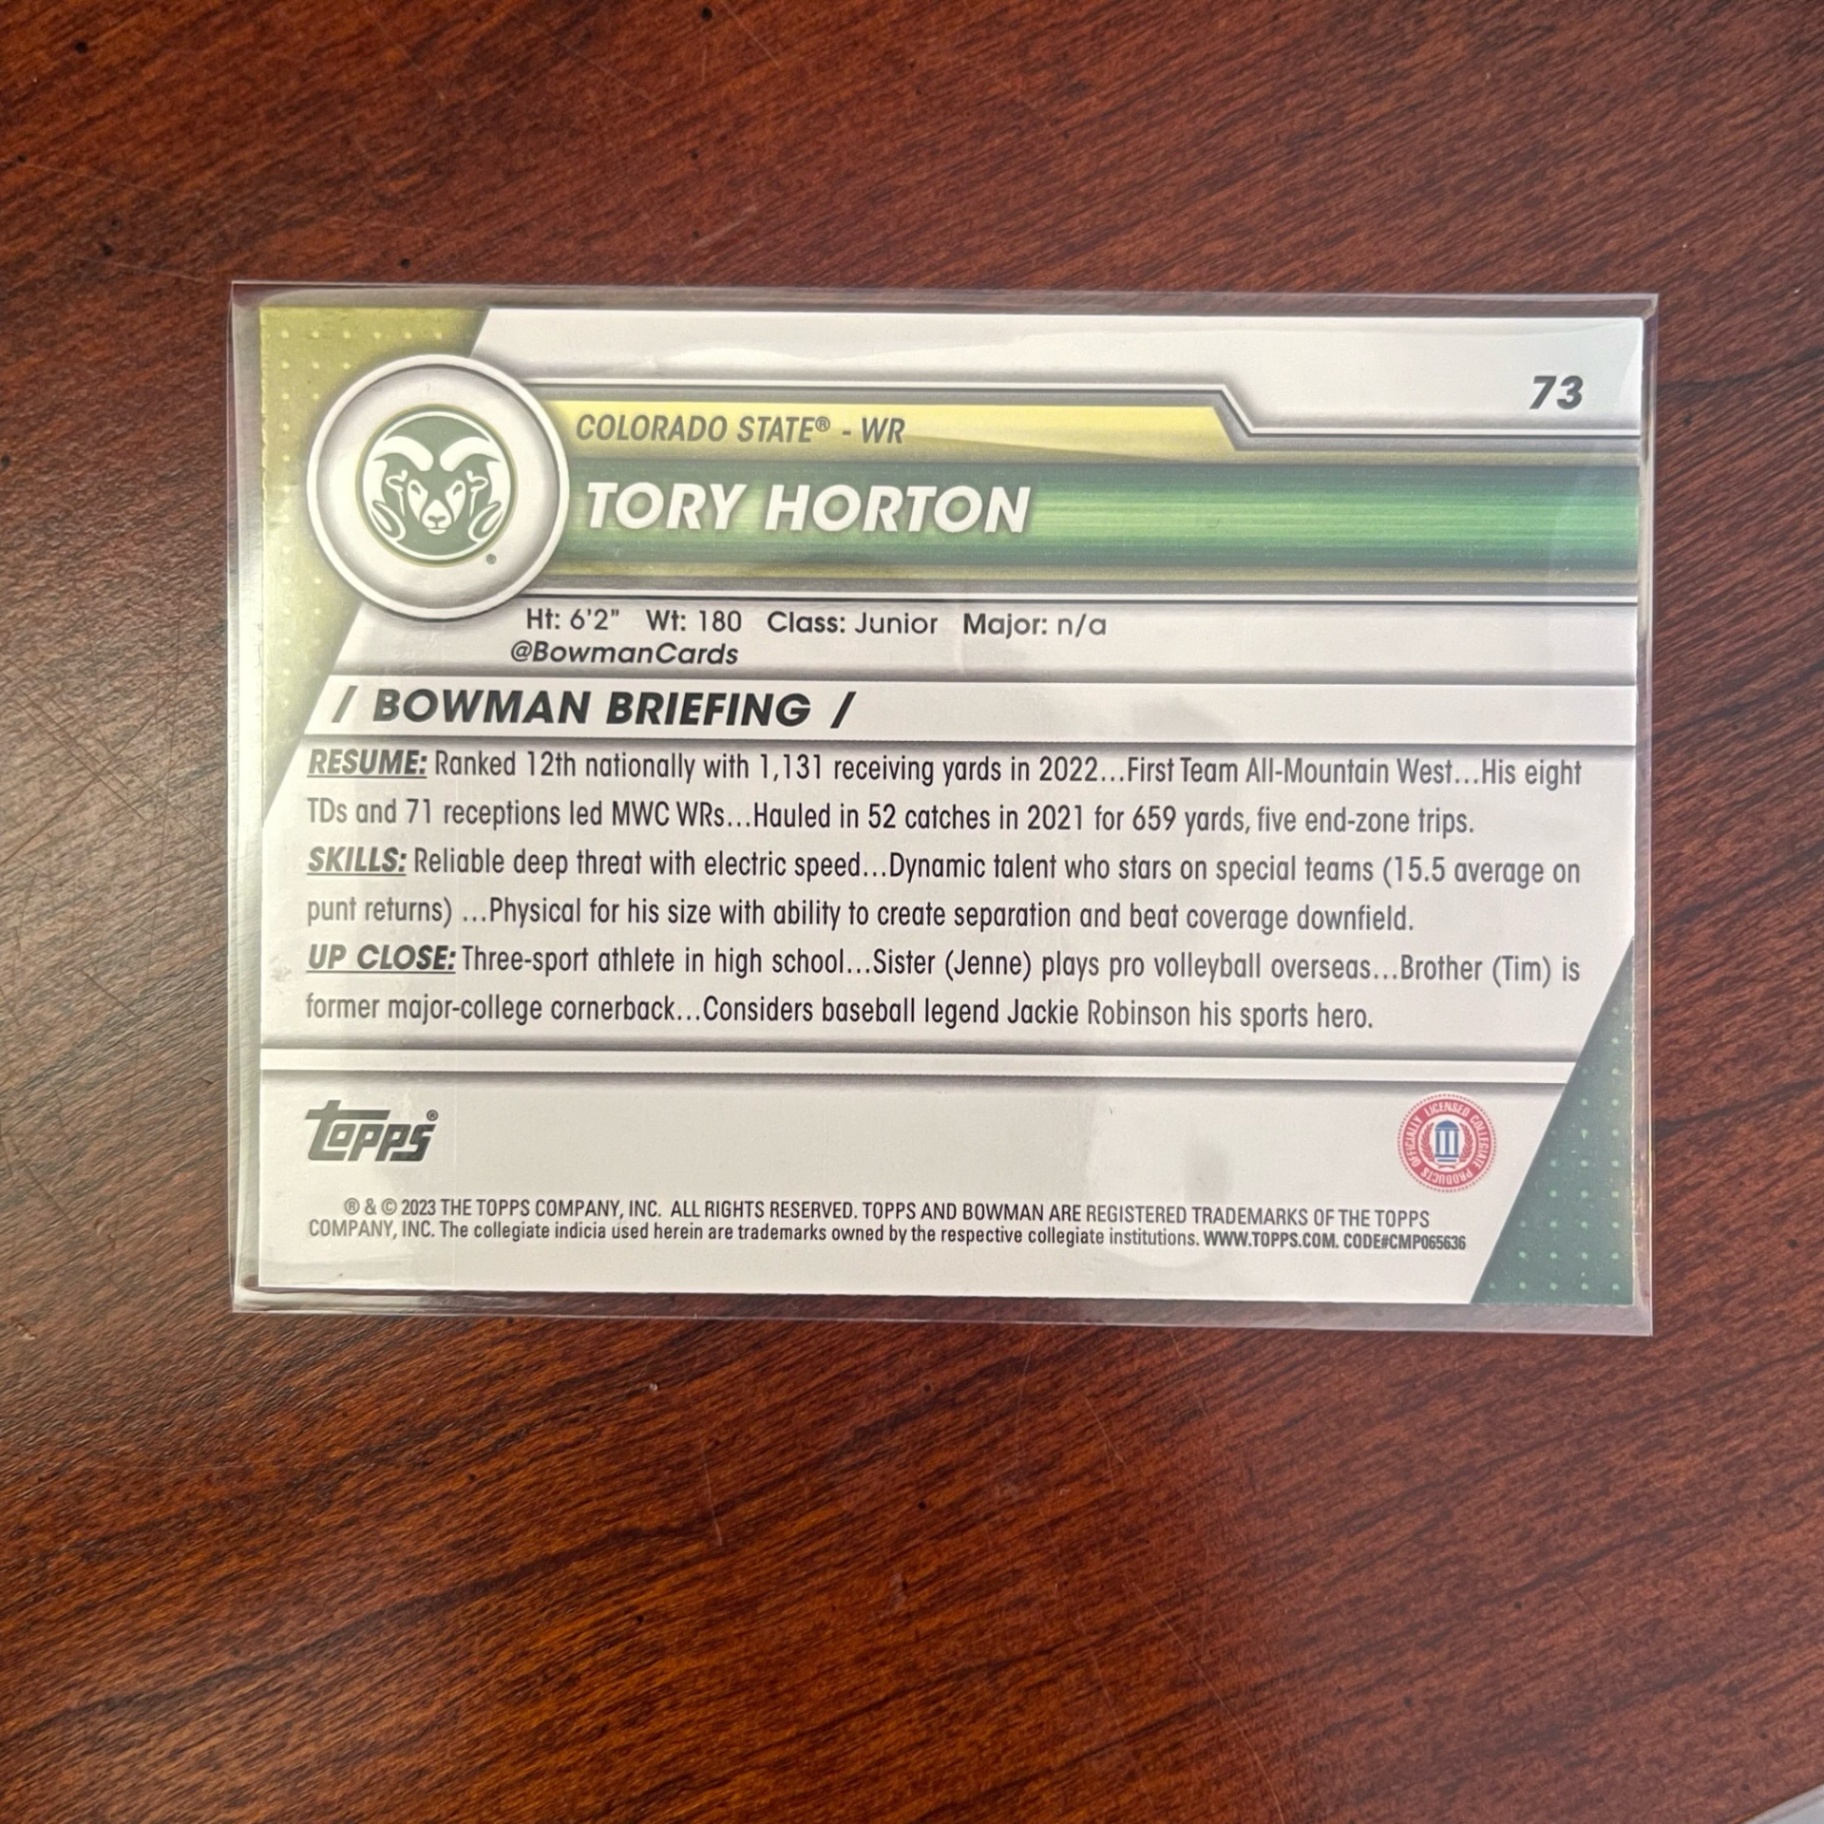 73
COLORADO STATE® - WR
TORY HORTON
Ht: 6'2" Wt: 180 Class: Junior Major: n/a
@BowmanCards
/ BOWMAN BRIEFING /
RESUME: Ranked 12th nationally with 1,131 receiving yards in 2022...First Team All-Mountain West...His eight
TDs and 71 receptions led MWC WRs...Hauled in 52 catches in 2021 for 659 yards, five end-zone trips.
SKILLS: Reliable deep threat with electric speed...Dynamic talent who stars on special teams (15.5 average on
punt returns) ...Physical for his size with ability to create separation and beat coverage downfield.
UP CLOSE: Three-sport athlete in high school...Sister (Jenne) plays pro volleyball overseas...Brother (Tim) is
former major-college cornerback...Considers baseball legend Jackie Robinson his sports hero.
topps®
OFFICIALLY LICENSED COLLEGIATE PRODUCTS
® & © 2023 THE TOPPS COMPANY, INC. ALL RIGHTS RESERVED. TOPPS AND BOWMAN ARE REGISTERED TRADEMARKS OF THE TOPPS
COMPANY, INC. The collegiate indicia used herein are trademarks owned by the respective collegiate institutions. WWW.TOPPS.COM. CODE#CMP065636